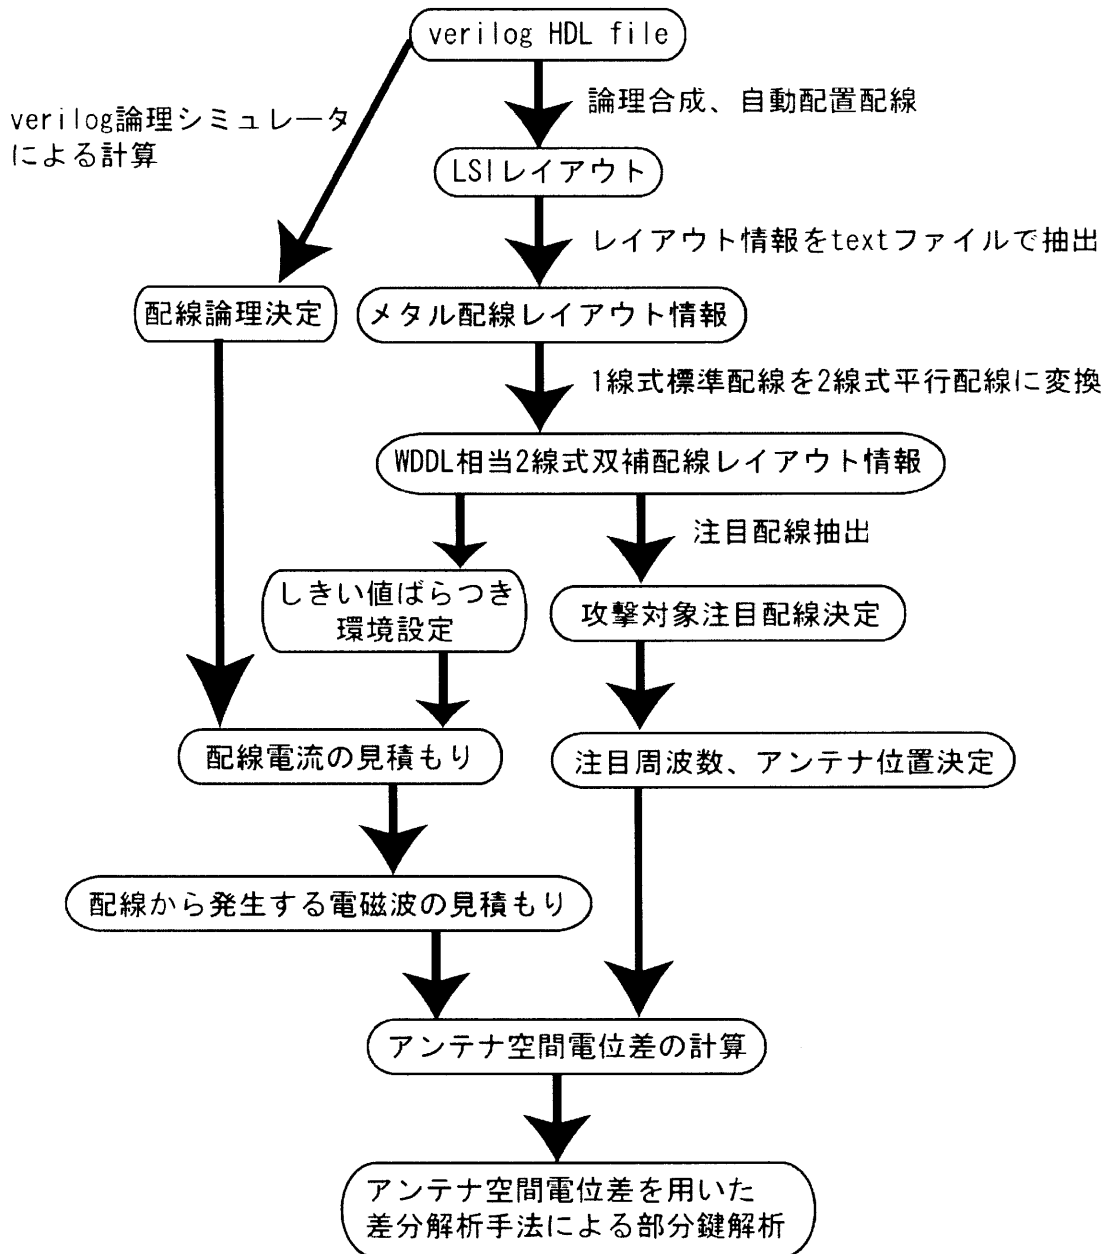 verilog HDL file
論理合成、自動配置配線
verilog論理シミュレータ
による計算
LSIレイアウト
レイアウト情報をtextファイルで抽出
配線論理決定
メタル配線レイアウト情報
1線式標準配線を2線式平行配線に変換
WDDL相当2線式双補配線レイアウト情報
注目配線抽出
しきい値ばらつき
環境設定
攻撃対象注目配線決定
配線電流の見積もり
注目周波数、アンテナ位置決定
配線から発生する電磁波の見積もり
アンテナ空間電位差の計算
アンテナ空間電位差を用いた
差分解析手法による部分鍵解析